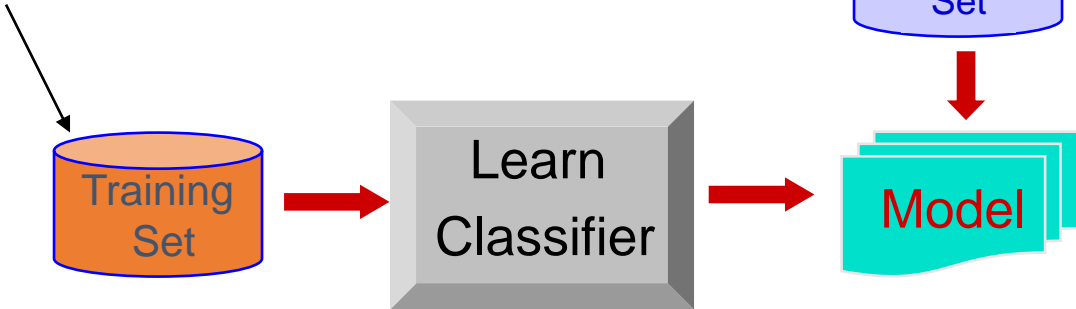 Set
Training
Set
Learn
Classifier
Model